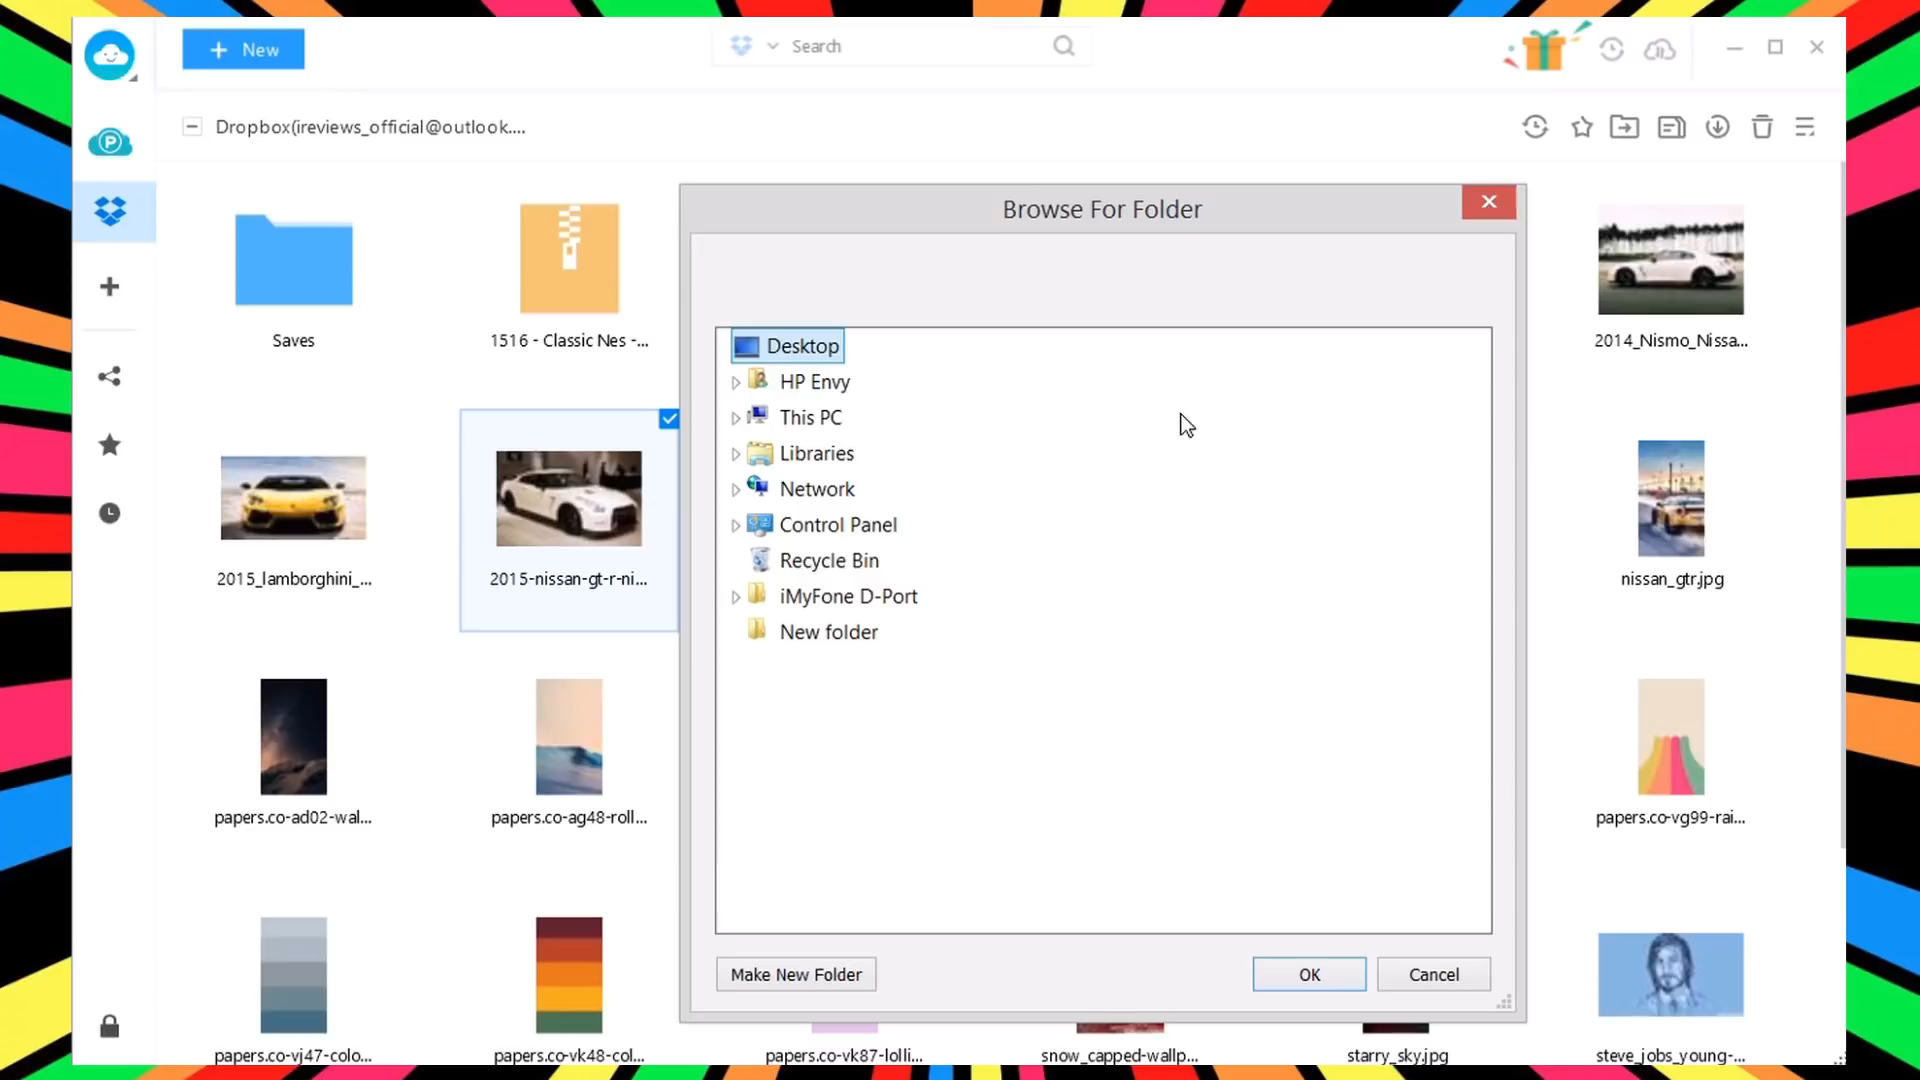 + New
Search
Dropbox(ireviews_official@outlook....
Browse For Folder
Saves
1516 - Classic Nes -...
2014_Nismo_Nissa...
Desktop
HP Envy
This PC
Libraries
Network
Control Panel
Recycle Bin
iMyFone D-Port
New folder
2015_lamborghini_...
2015-nissan-gt-r-ni...
nissan_gtr.jpg
papers.co-ad02-wal...
papers.co-ag48-roll...
papers.co-vg99-rai...
Make New Folder
OK
Cancel
papers.co-vj47-colo...
papers.co-vk48-col...
papers.co-vk87-lolli...
snow_capped-wallp...
starry_sky.jpg
steve_jobs_young-...
P